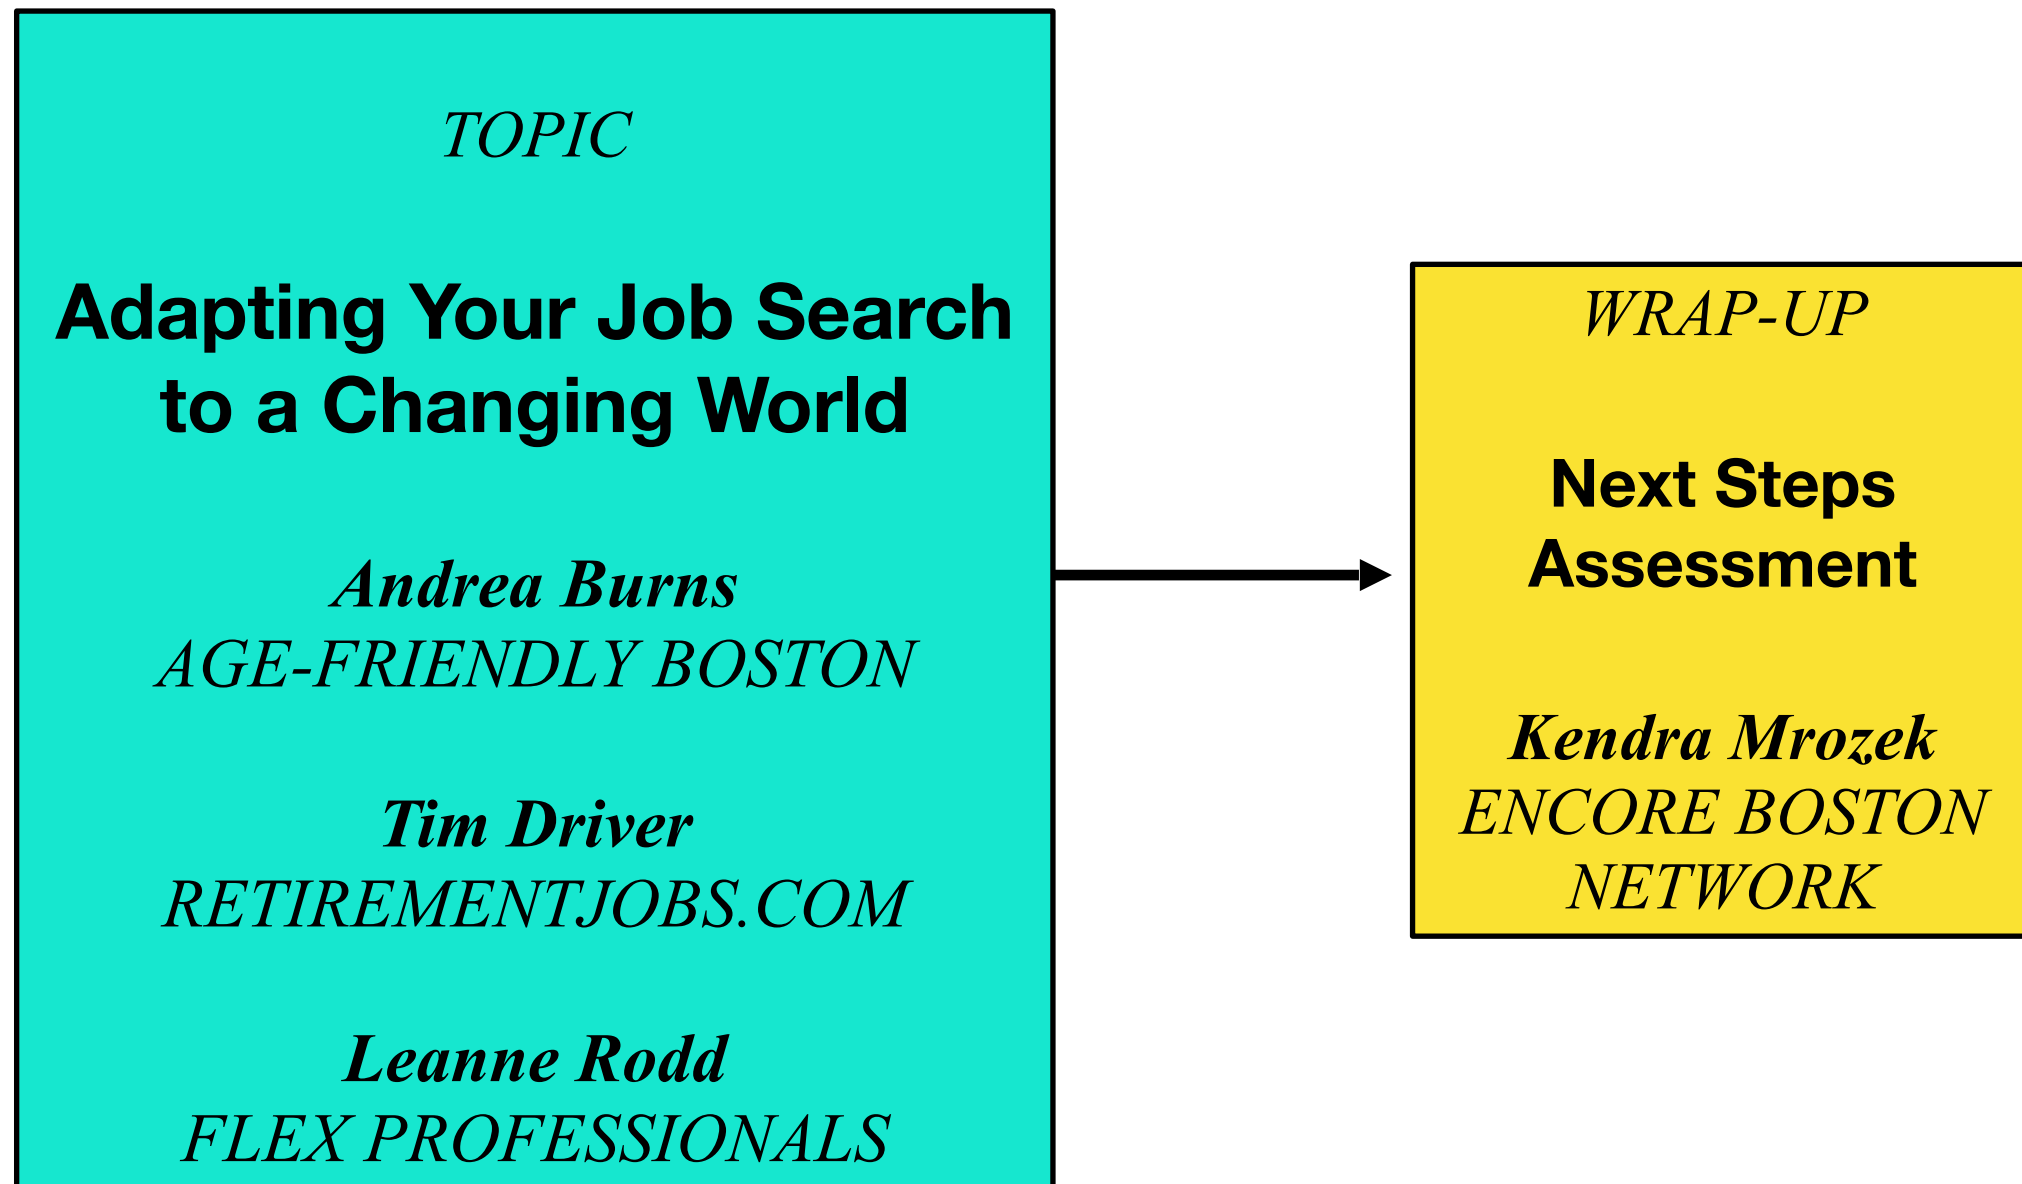 TOPIC
Adapting Your Job Search
to a Changing World
Andrea Burns
AGE-FRIENDLY BOSTON
Tim Driver
RETIREMENTJOBS.COM
Leanne Rodd
FLEX PROFESSIONALS
WRAP-UP
Next Steps
Assessment
Kendra Mrozek
ENCORE BOSTON
NETWORK